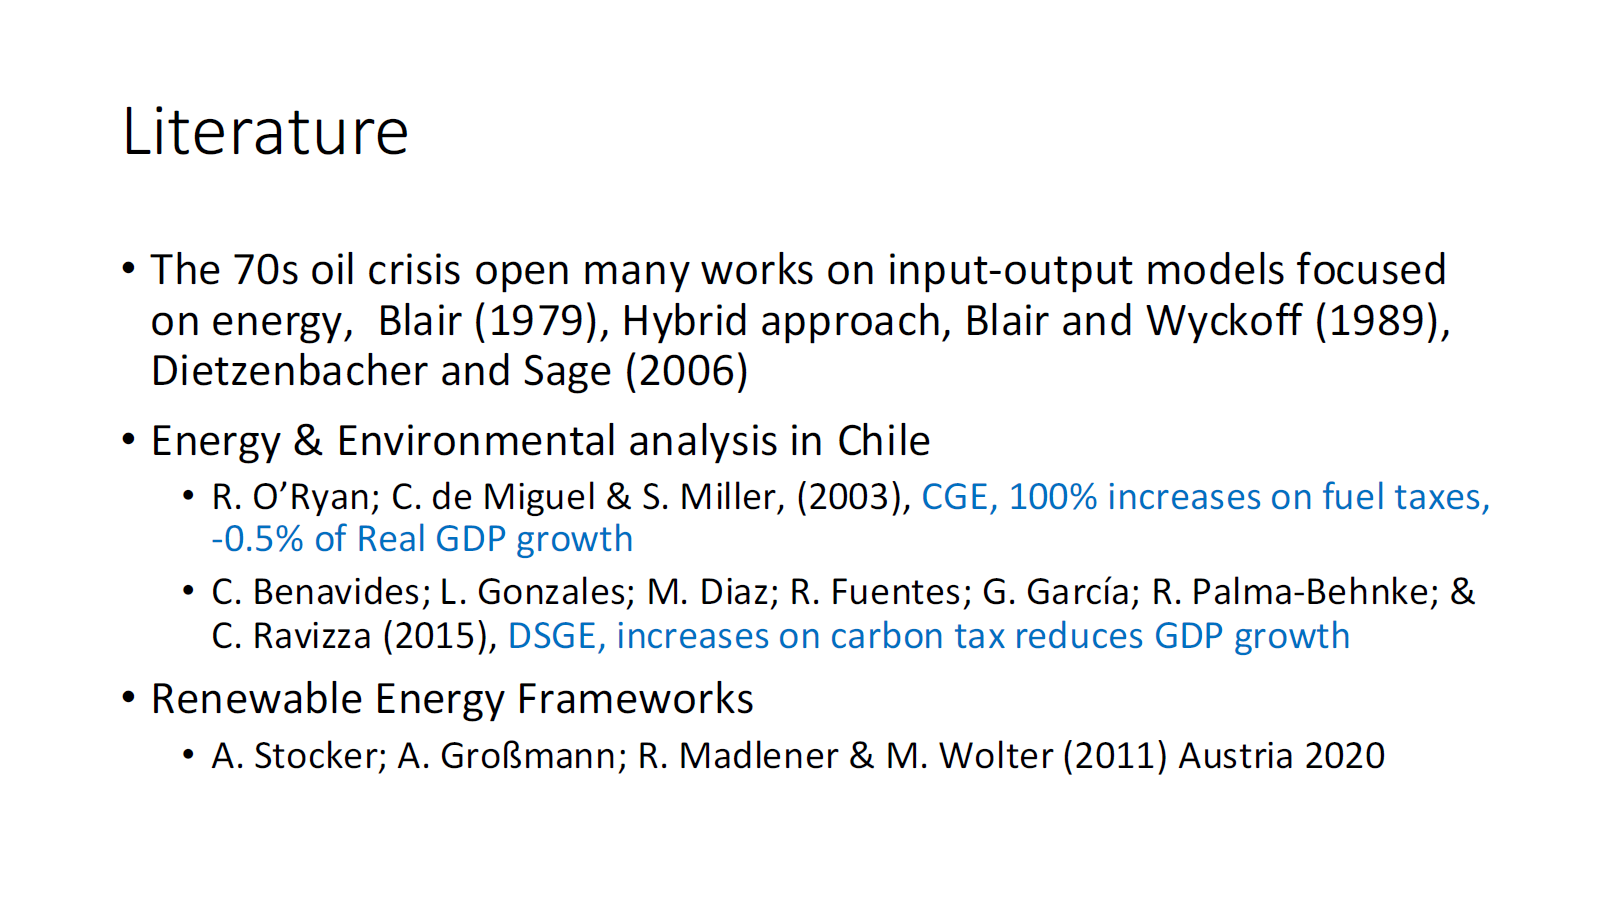 Literature
• The 70s oil crisis open many works on input-output models focused
on energy,  Blair (1979), Hybrid approach, Blair and Wyckoff (1989),
Dietzenbacher and Sage (2006)
• Energy & Environmental analysis in Chile
• R. O’Ryan; C. de Miguel & S. Miller, (2003), CGE, 100% increases on fuel taxes,
-0.5% of Real GDP growth
• C. Benavides; L. Gonzales; M. Diaz; R. Fuentes; G. García; R. Palma-Behnke; &
C. Ravizza (2015), DSGE, increases on carbon tax reduces GDP growth
• Renewable Energy Frameworks
• A. Stocker; A. Großmann; R. Madlener & M. Wolter (2011) Austria 2020